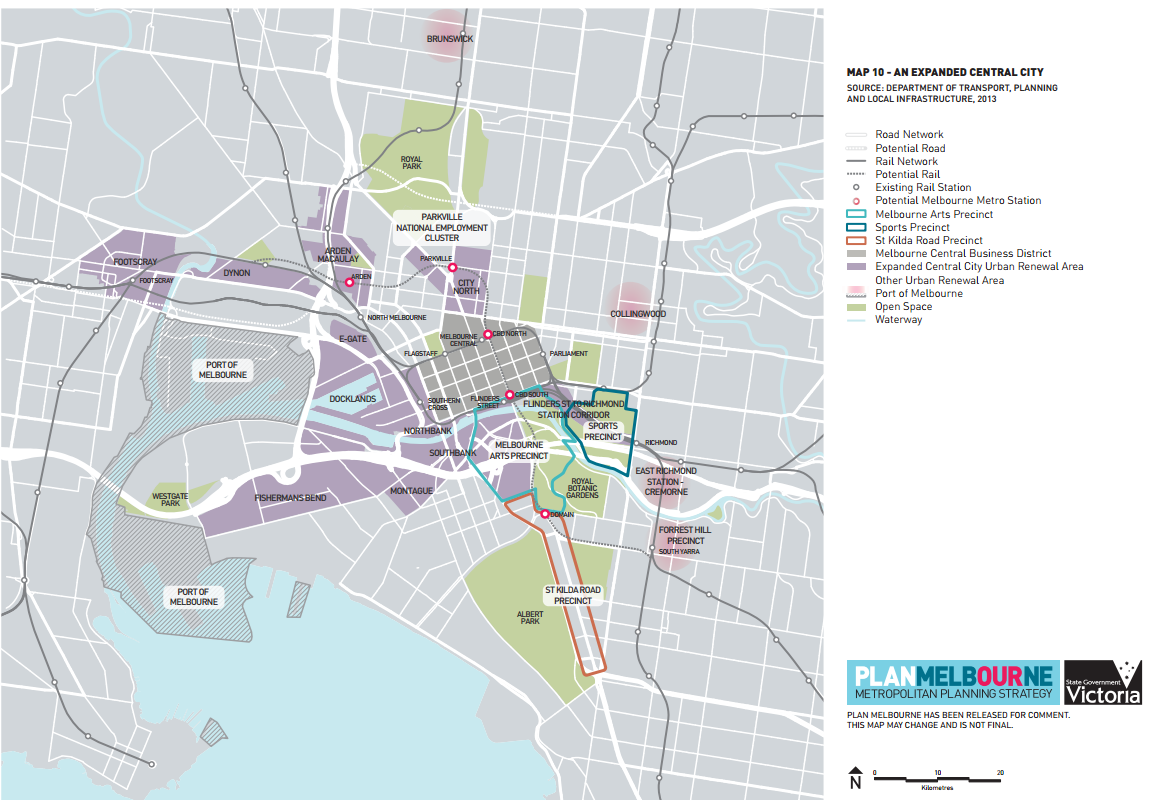 BRUNSWICK
MAP 10 - AN EXPANDED CENTRAL CITY
SOURCE: DEPARTMENT OF TRANSPORT, PLANNING
AND LOCAL INFRASTRUCTURE, 2013
Road Network
Potential Road
Rail Network
Potential Rail
Existing Rail Station
Potential Melbourne Metro Station
Melbourne Arts Precinct
Sports Precinct
St Kilda Road Precinct
Melbourne Central Business District
Expanded Central City Urban Renewal Area
Other Urban Renewal Area
Port of Melbourne
Open Space
Waterway
ROYAL
PARK
PARKVILLE
NATIONAL EMPLOYMENT
CLUSTER
ARDEN
MACAULAY
FOOTSCRAY
FOOTSCRAY
DYNON
ARDEN
PARKVILLE
CITY
NORTH
NORTH MELBOURNE
COLLINGWOOD
E-GATE
MELBOURNE
CENTRAL
CBD NORTH
FLAGSTAFF
PARLIAMENT
PORT OF
MELBOURNE
DOCKLANDS
SOUTHERN
CROSS
FLINDERS
STREET
CBD SOUTH
FLINDERS ST TO RICHMOND
STATION CORRIDOR
SPORTS
PRECINCT
NORTHBANK
SOUTHBANK
MELBOURNE
ARTS PRECINCT
RICHMOND
EAST RICHMOND
STATION -
CREMORNE
ROYAL
BOTANIC
GARDENS
MONTAGUE
WESTGATE
PARK
FISHERMANS BEND
DOMAIN
FORREST HILL
PRECINCT
SOUTH YARRA
PORT OF
MELBOURNE
ST KILDA ROAD
PRECINCT
ALBERT
PARK
PLANMELBOURNE
METROPOLITAN PLANNING STRATEGY
State Government
Victoria
PLAN MELBOURNE HAS BEEN RELEASED FOR COMMENT.
THIS MAP MAY CHANGE AND IS NOT FINAL.
N
0 10 20
Kilometres